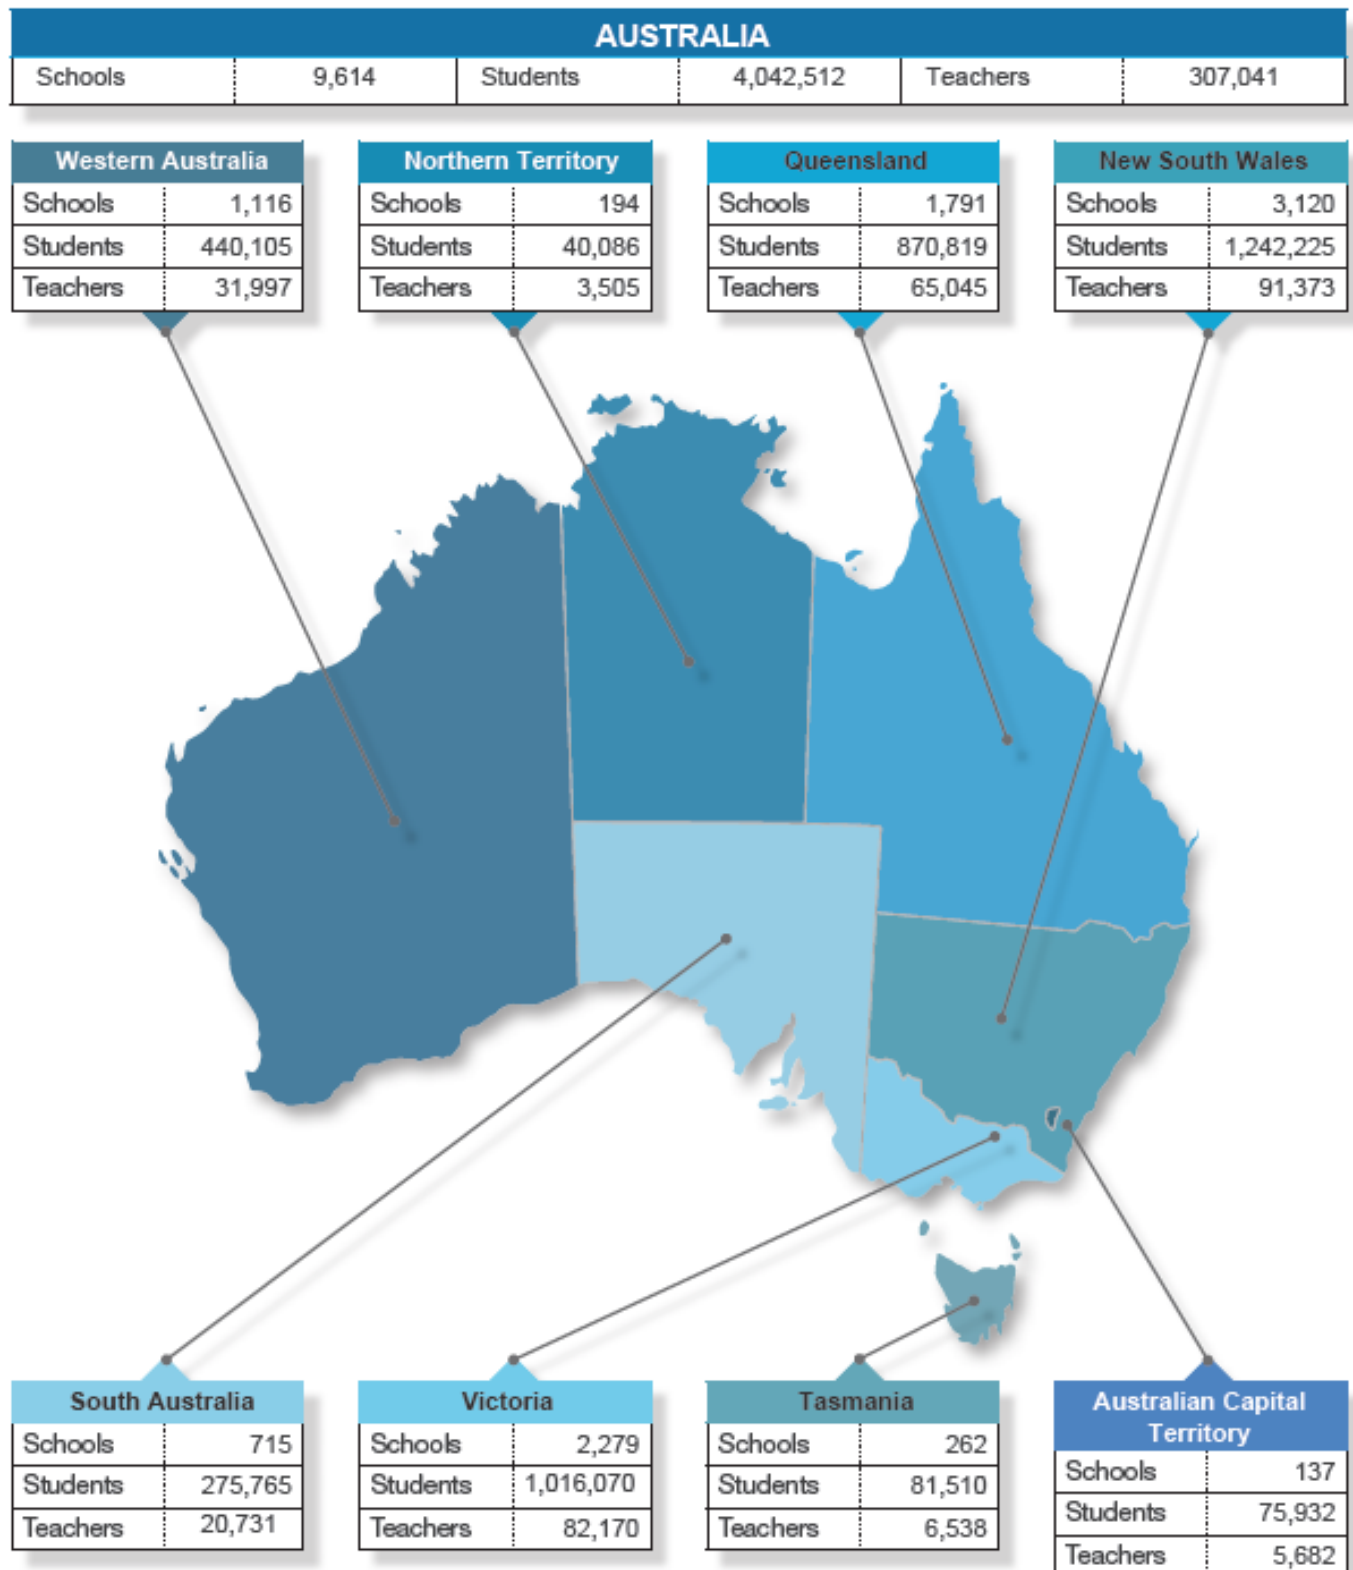 AUSTRALIA
Schools 9,614 Students 4,042,512 Teachers 307,041
Western Australia
Schools 1,116
Students 440,105
Teachers 31,997
Northern Territory
Schools 194
Students 40,086
Teachers 3,505
Queensland
Schools 1,791
Students 870,819
Teachers 65,045
New South Wales
Schools 3,120
Students 1,242,225
Teachers 91,373
South Australia
Schools 715
Students 275,765
Teachers 20,731
Victoria
Schools 2,279
Students 1,016,070
Teachers 82,170
Tasmania
Schools 262
Students 81,510
Teachers 6,538
Australian Capital
Territory
Schools 137
Students 75,932
Teachers 5,682